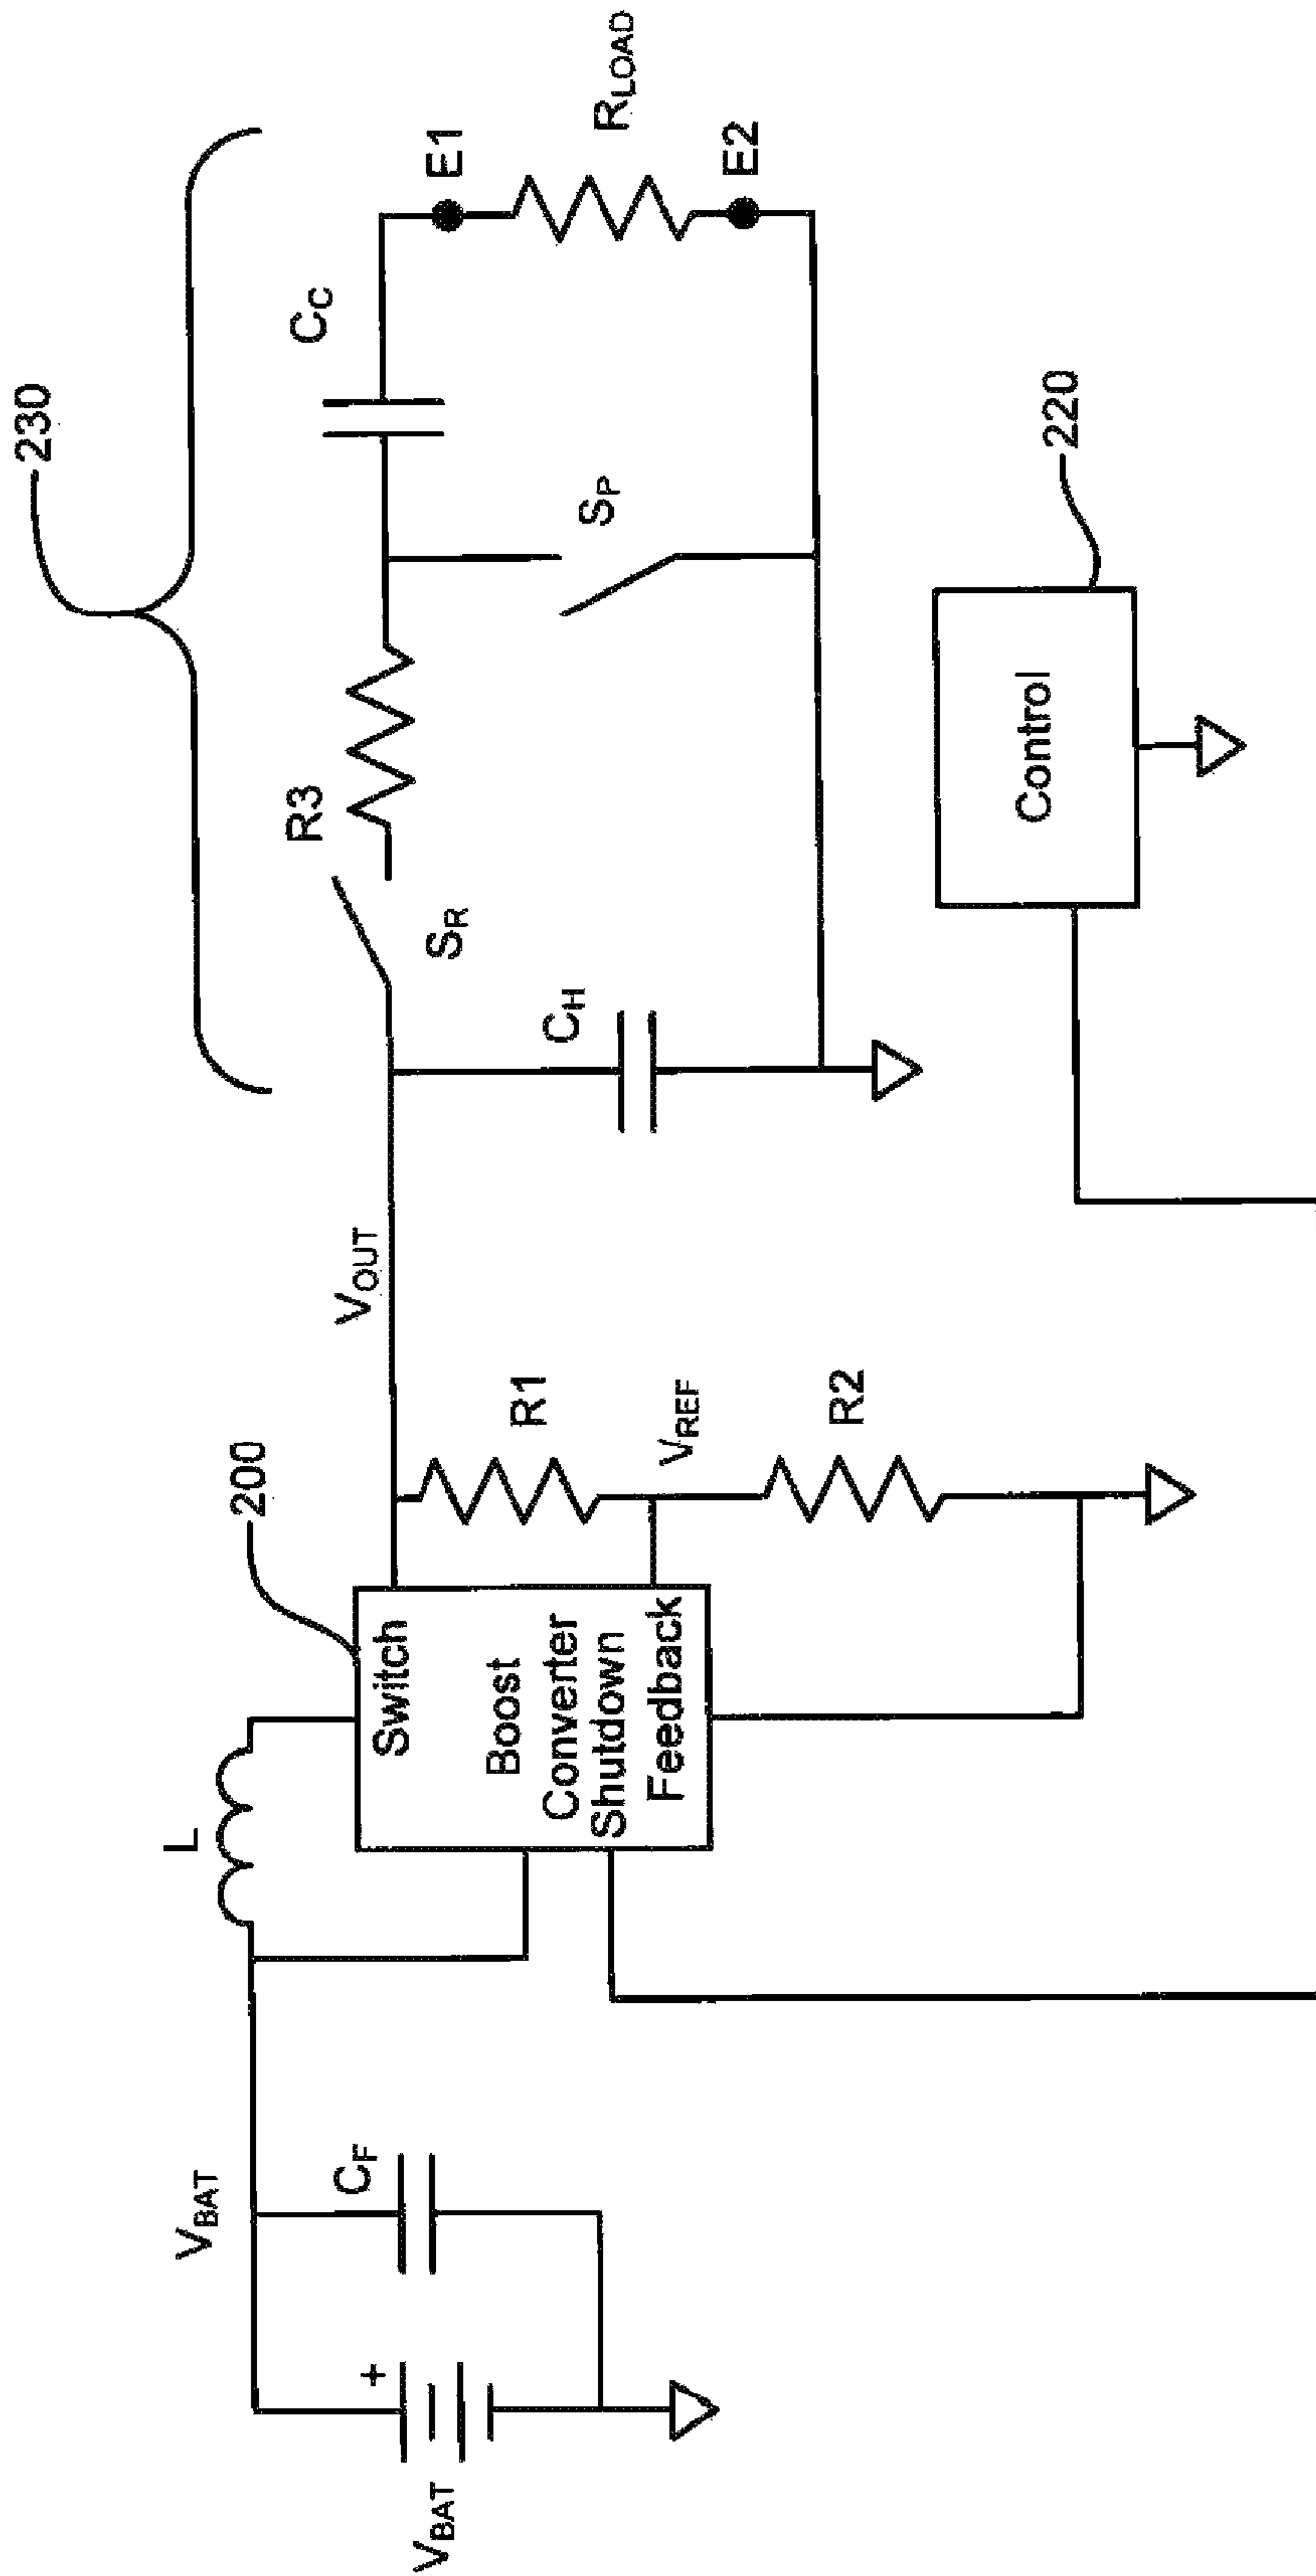 230
R3
C_C
E1
R_LOAD
E2
S_R
S_P
C_H
V_OUT
200
L
Switch
Boost
Converter
Shutdown
Feedback
R1
V_REF
R2
V_BAT
C_F
+
V_BAT
220
Control